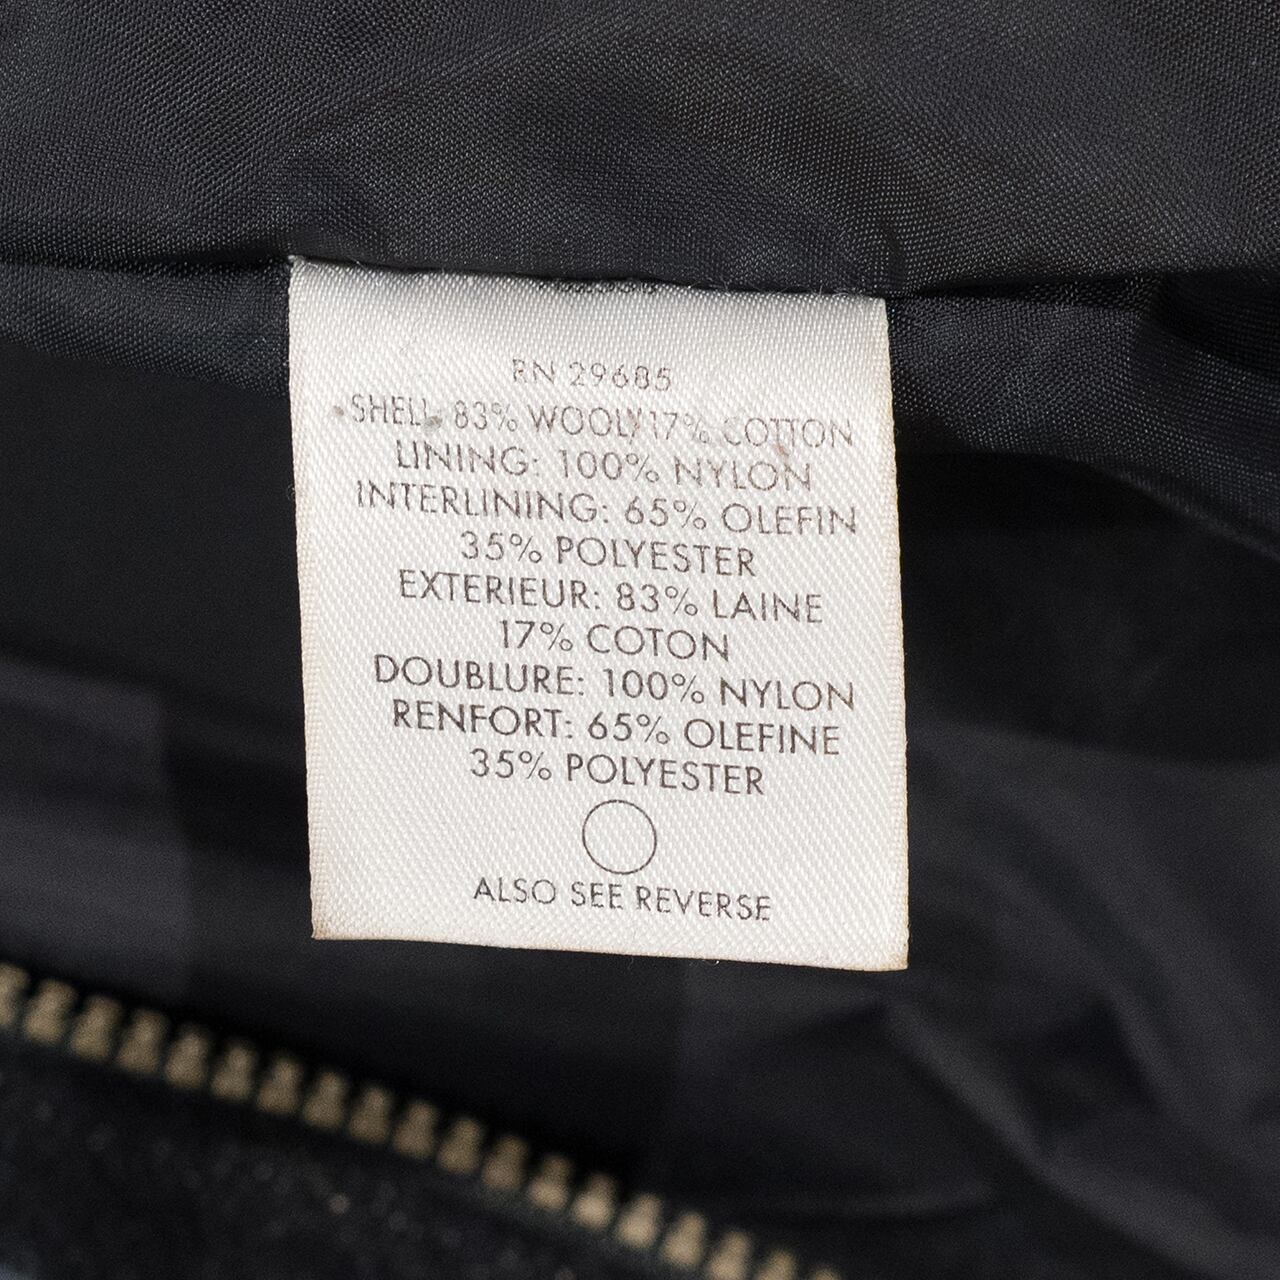 RN 29685
SHELL: 83% WOOL/17% COTTON
LINING: 100% NYLON
INTERLINING: 65% OLEFIN
35% POLYESTER
EXTERIEUR: 83% LAINE
17% COTON
DOUBLURE: 100% NYLON
RENFORT: 65% OLEFINE
35% POLYESTER
ALSO SEE REVERSE